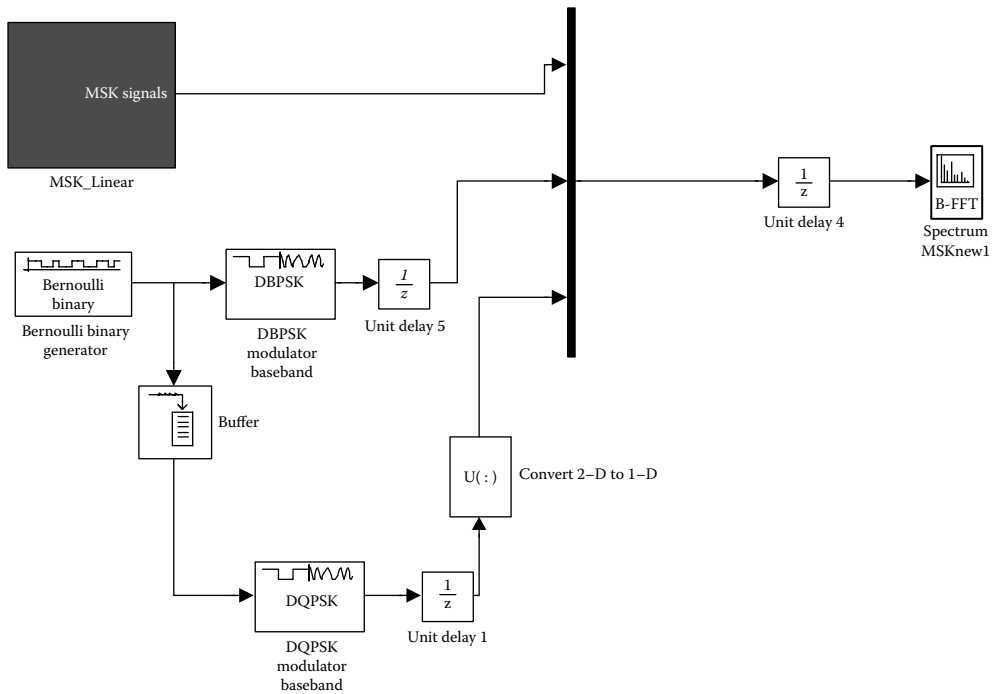 MSK signals
MSK_Linear
1
z
Unit delay 4
B-FFT
Spectrum
MSKnew1
Bernoulli
binary
Bernoulli binary
generator
DBPSK
DBPSK
modulator
baseband
1
z
Unit delay 5
Buffer
U( : )
Convert 2–D to 1–D
DQPSK
DQPSK
modulator
baseband
1
z
Unit delay 1